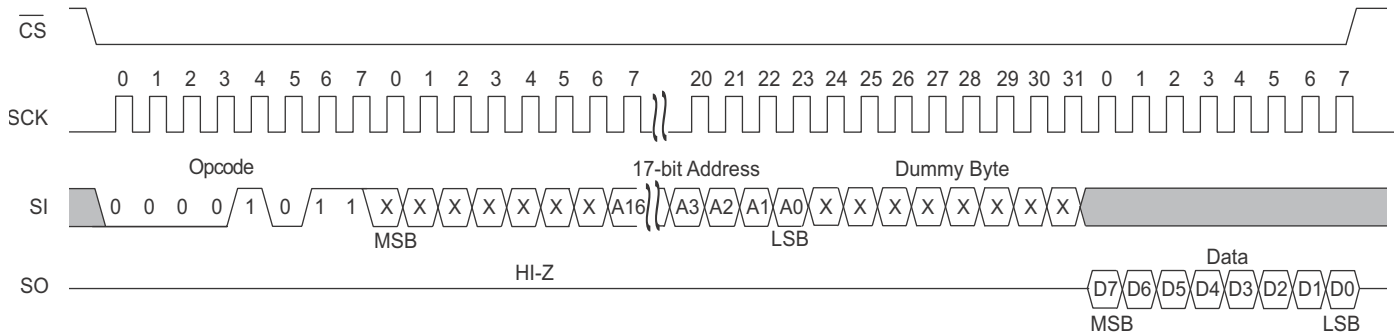 CS
0 1 2 3 4 5 6 7 0 1 2 3 4 5 6 7 20 21 22 23 24 25 26 27 28 29 30 31 0 1 2 3 4 5 6 7
SCK
Opcode 17-bit Address Dummy Byte
SI 0 0 0 0 1 0 1 1 X X X X X X X A16 A3 A2 A1 A0 X X X X X X X X
MSB LSB
HI-Z Data
SO D7 D6 D5 D4 D3 D2 D1 D0
MSB LSB